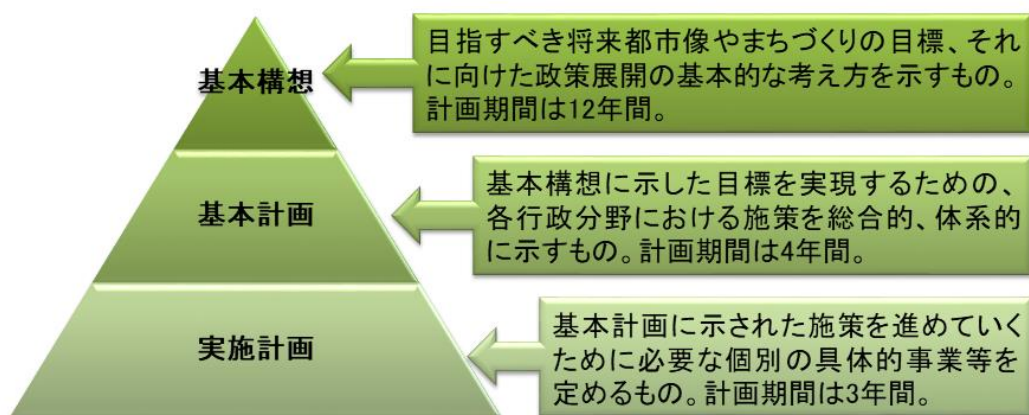 基本構想
目指すべき将来都市像やまちづくりの目標、それ
に向けた政策展開の基本的な考え方を示すもの。
計画期間は12年間。
基本計画
基本構想に示した目標を実現するための、
各行政分野における施策を総合的、体系的
に示すもの。計画期間は4年間。
実施計画
基本計画に示された施策を進めていく
ために必要な個別の具体的事業等を
定めるもの。計画期間は3年間。